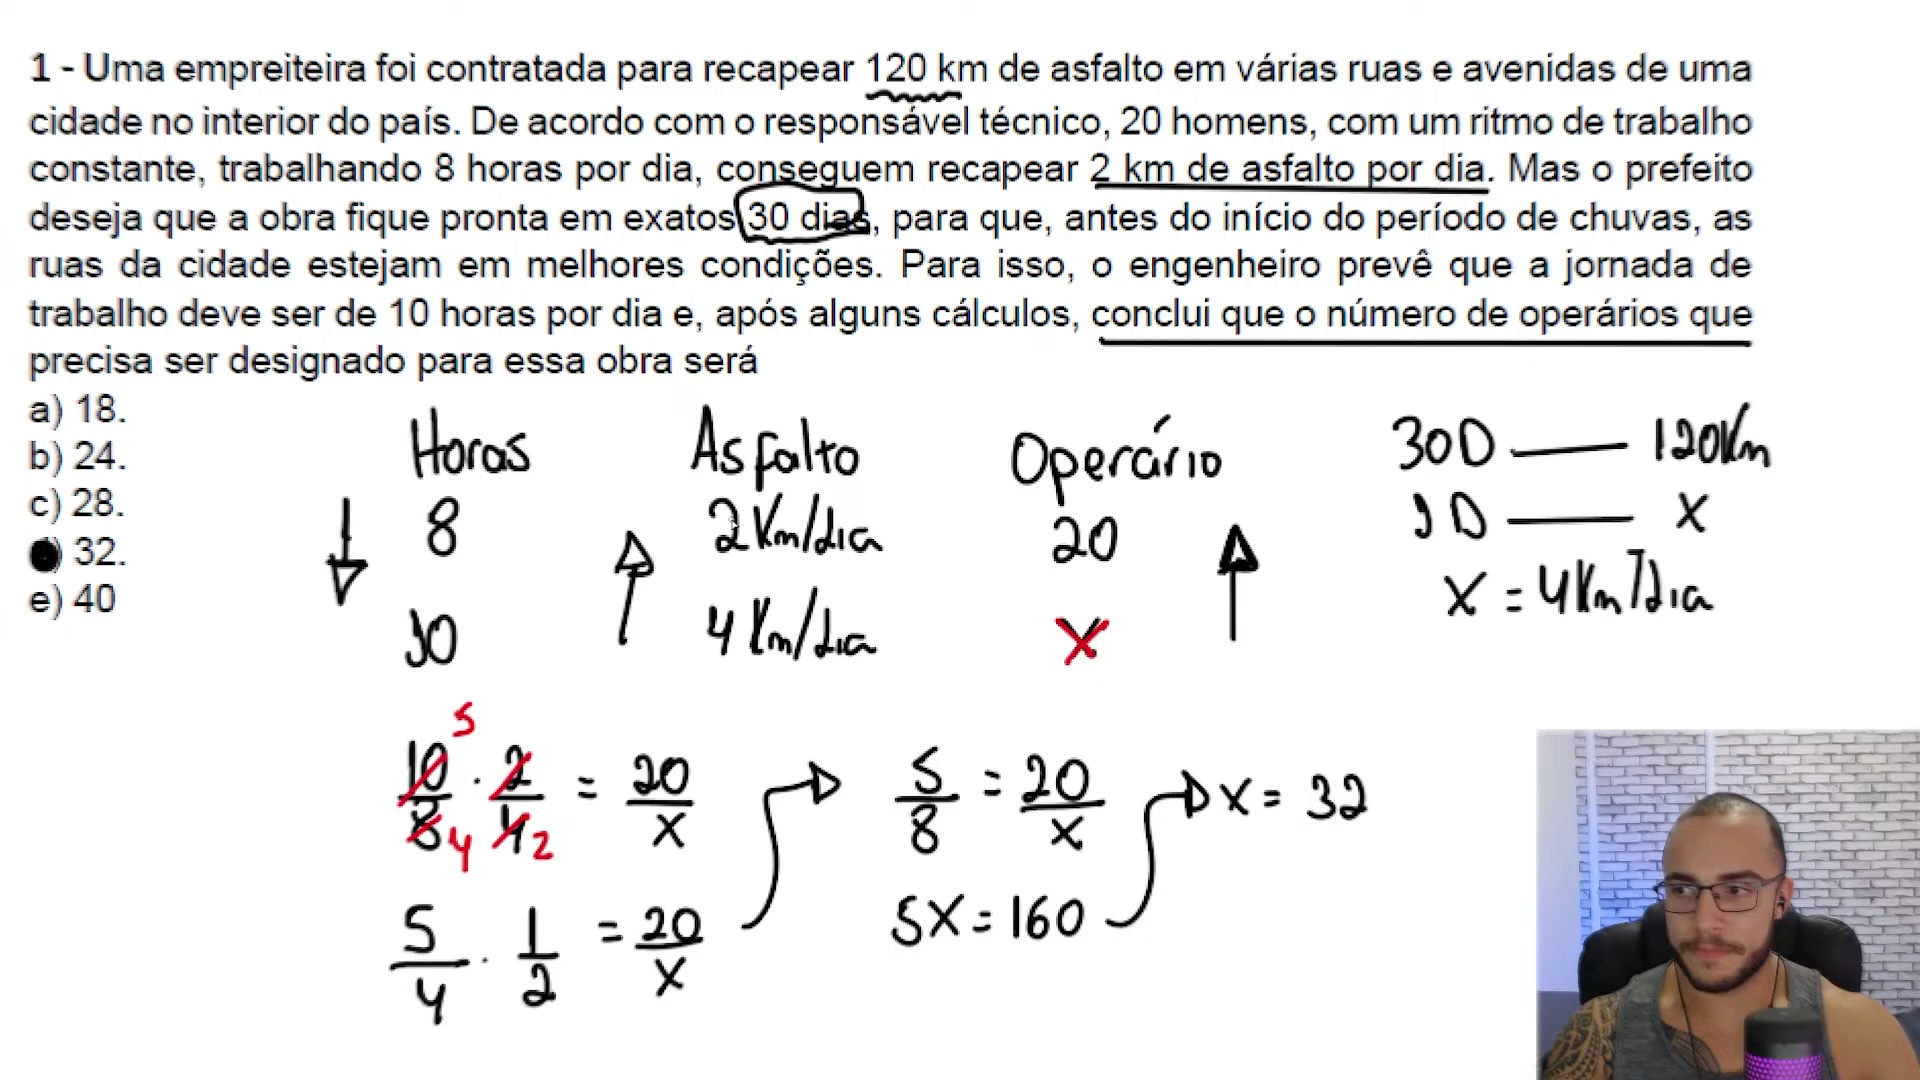 1 - Uma empreiteira foi contratada para recapear 120 km de asfalto em várias ruas e avenidas de uma
cidade no interior do país. De acordo com o responsável técnico, 20 homens, com um ritmo de trabalho
constante, trabalhando 8 horas por dia, conseguem recapear 2 km de asfalto por dia. Mas o prefeito
deseja que a obra fique pronta em exatos 30 dias, para que, antes do início do período de chuvas, as
ruas da cidade estejam em melhores condições. Para isso, o engenheiro prevê que a jornada de
trabalho deve ser de 10 horas por dia e, após alguns cálculos, conclui que o número de operários que
precisa ser designado para essa obra será
a) 18.
b) 24.
c) 28.
) 32.
e) 40
Horas Asfalto Operário
8 2 Km/dia 20
10 4 Km/dia x
30D — 120Km
1D — x
x = 4Km/dia
5
10/8 · 2/4 = 20/x
4 2
5/4 · 1/2 = 20/x
5/8 = 20/x
5x = 160
x = 32